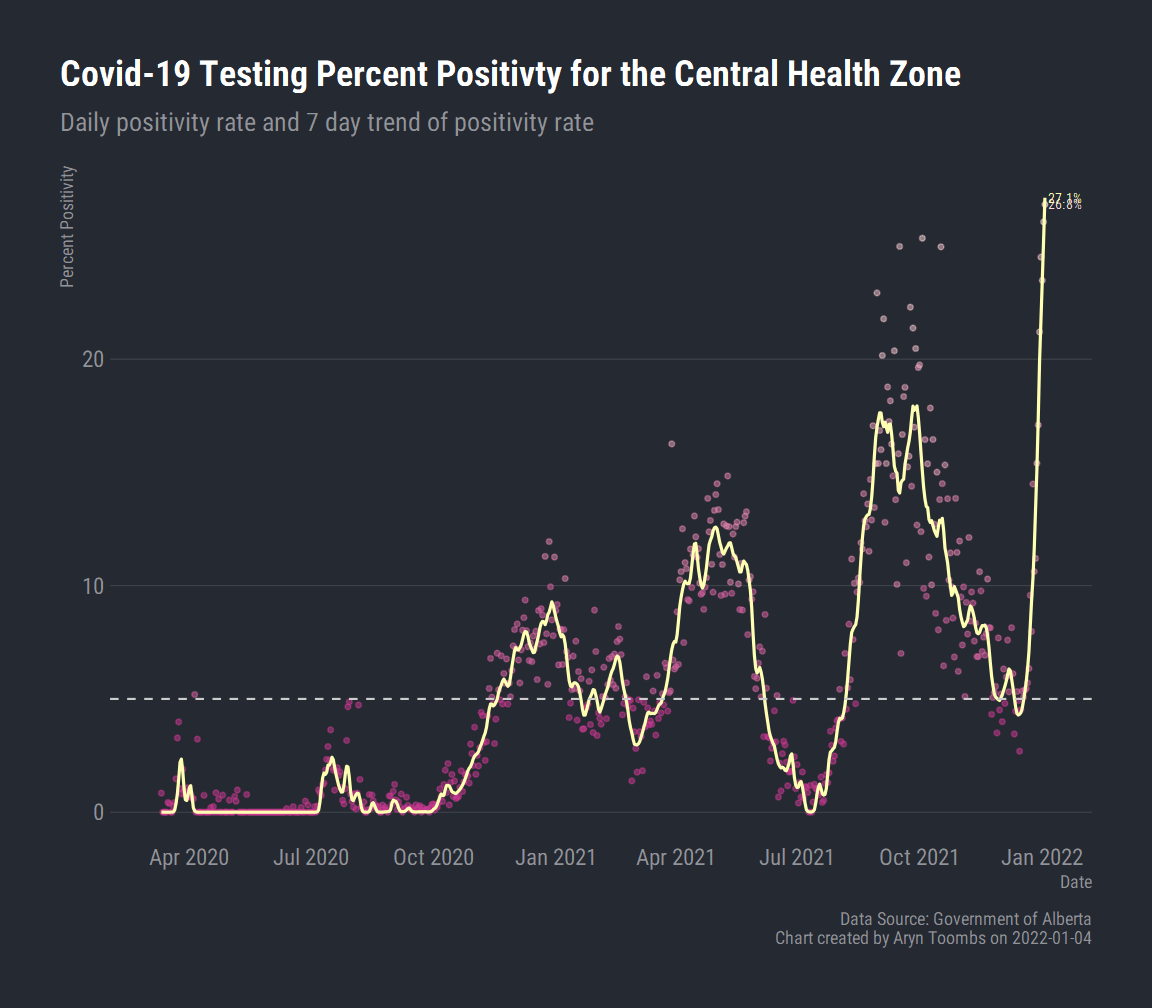 Covid-19 Testing Percent Positivty for the Central Health Zone
Daily positivity rate and 7 day trend of positivity rate
Percent Positivity
27.1%
26.8%
20
10
0
Apr 2020 Jul 2020 Oct 2020 Jan 2021 Apr 2021 Jul 2021 Oct 2021 Jan 2022
Date
Data Source: Government of Alberta
Chart created by Aryn Toombs on 2022-01-04